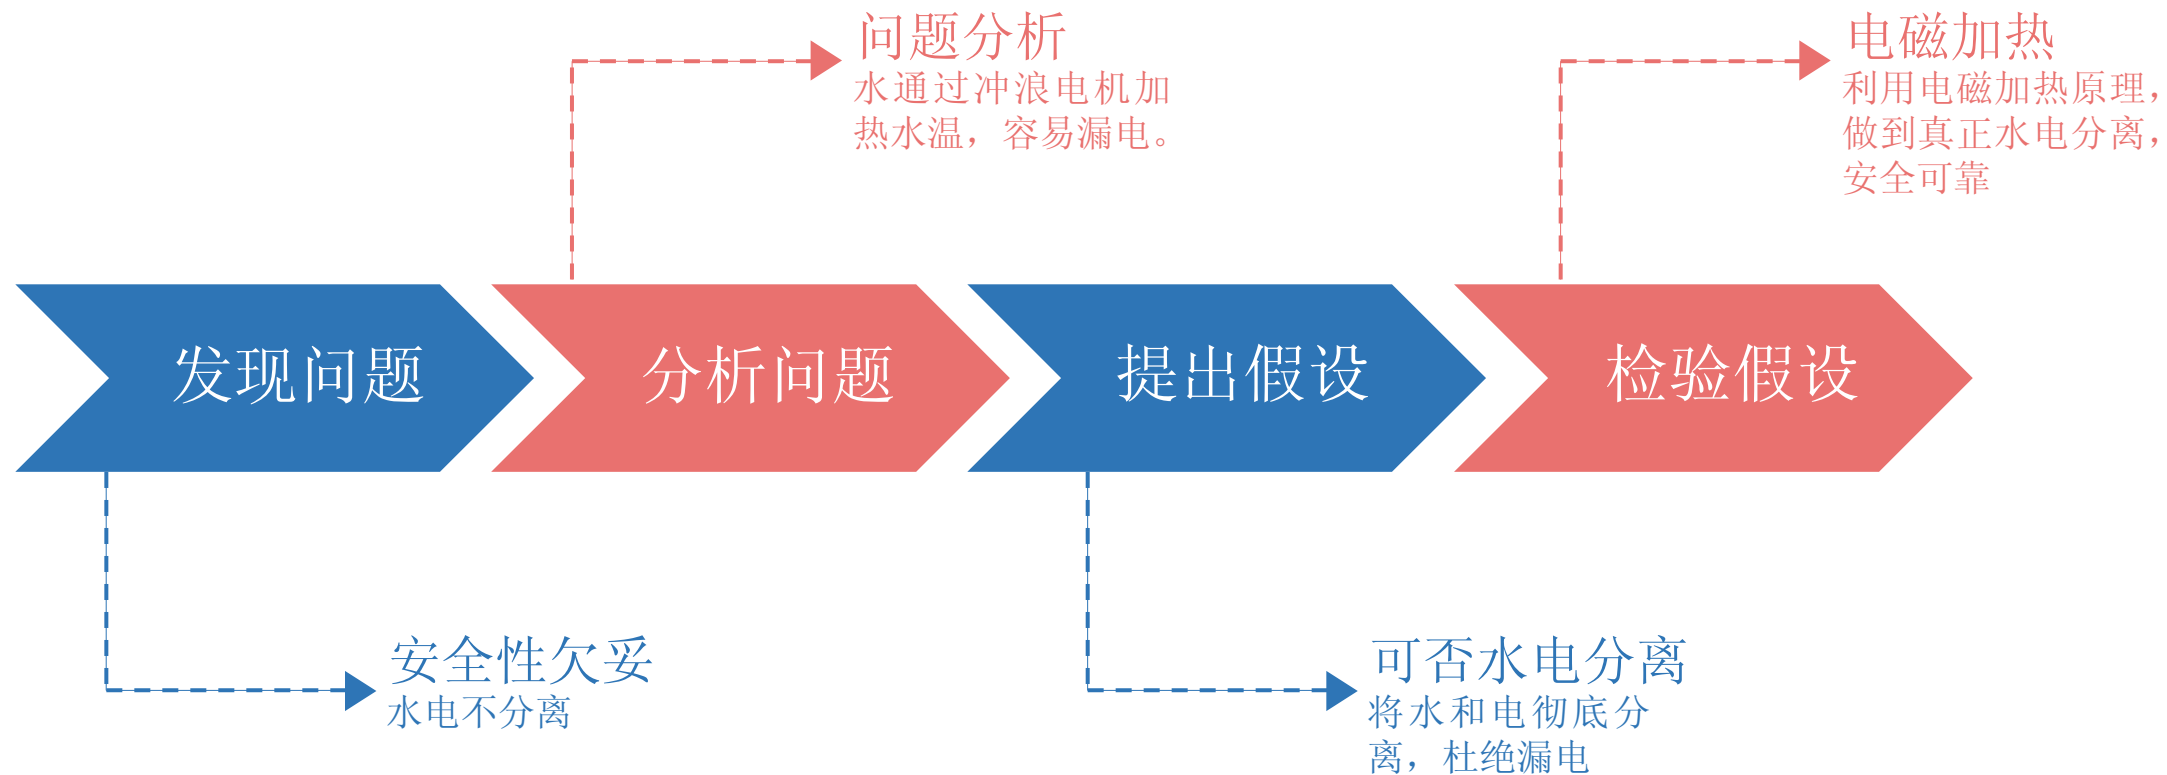 问题分析
水通过冲浪电机加
热水温，容易漏电。
电磁加热
利用电磁加热原理，
做到真正水电分离，
安全可靠
发现问题
分析问题
提出假设
检验假设
安全性欠妥
水电不分离
可否水电分离
将水和电彻底分
离，杜绝漏电